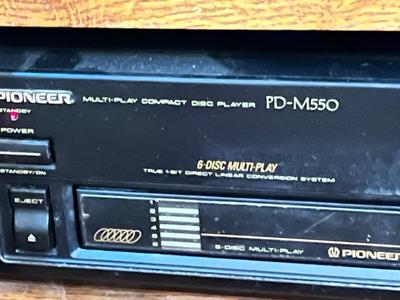 PIONEER MULTI-PLAY COMPACT DISC PLAYER PD-M550
STANDBY
POWER
6-DISC MULTI-PLAY
TRUE 1-BIT DIRECT LINEAR CONVERSION SYSTEM
STANDBY/ON
EJECT
1
2
3
4
5
6
6-DISC MULTI-PLAY PIONEER